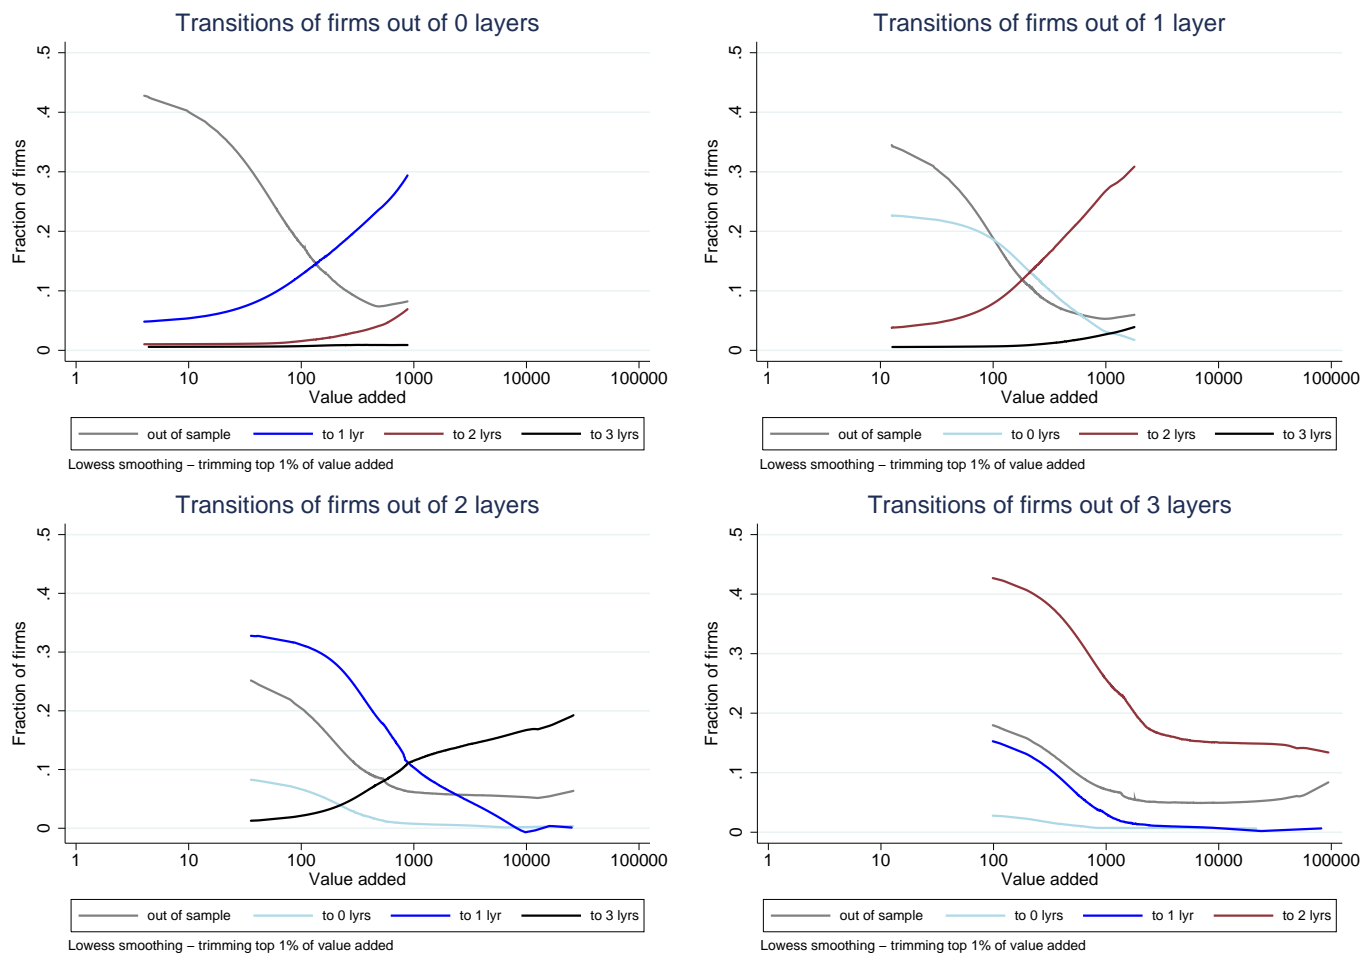 Transitions of firms out of 0 layers
Fraction of firms
0 .1 .2 .3 .4 .5
1 10 100 1000 10000 100000
Value added
out of sample to 1 lyr to 2 lyrs to 3 lyrs
Lowess smoothing – trimming top 1% of value added
Transitions of firms out of 1 layer
Fraction of firms
0 .1 .2 .3 .4 .5
1 10 100 1000 10000 100000
Value added
out of sample to 0 lyrs to 2 lyrs to 3 lyrs
Lowess smoothing – trimming top 1% of value added
Transitions of firms out of 2 layers
Fraction of firms
0 .1 .2 .3 .4 .5
1 10 100 1000 10000 100000
Value added
out of sample to 0 lyrs to 1 lyr to 3 lyrs
Lowess smoothing – trimming top 1% of value added
Transitions of firms out of 3 layers
Fraction of firms
0 .1 .2 .3 .4 .5
1 10 100 1000 10000 100000
Value added
out of sample to 0 lyrs to 1 lyr to 2 lyrs
Lowess smoothing – trimming top 1% of value added